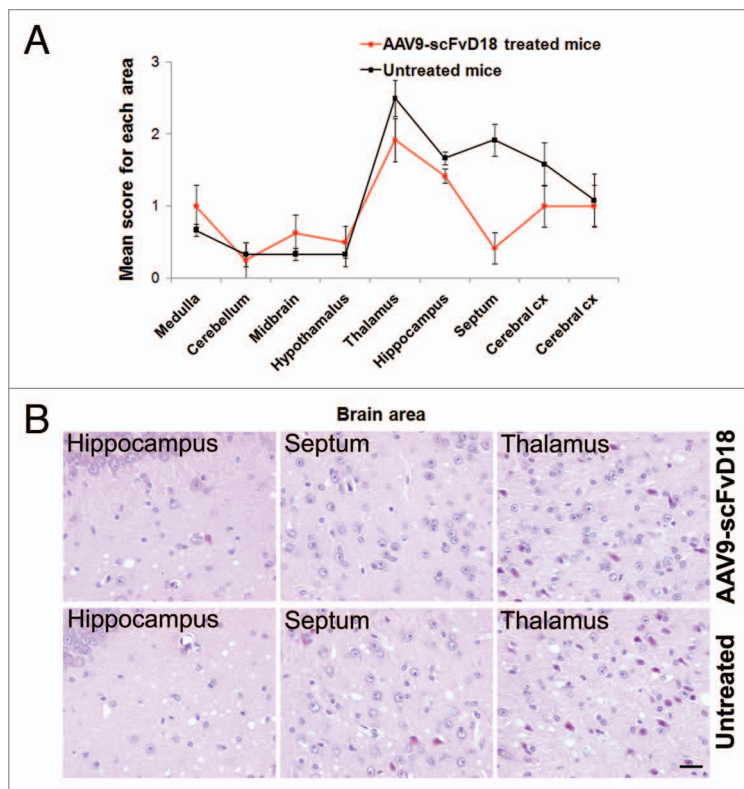 A
AAV9-scFvD18 treated mice
Untreated mice
Mean score for each area
3
2
1
0
Medulla
Cerebellum
Midbrain
Hypothamalus
Thalamus
Hippocampus
Septum
Cerebral cx
Cerebral cx
B
Brain area
Hippocampus
Septum
Thalamus
AAV9-scFvD18
Hippocampus
Septum
Thalamus
Untreated